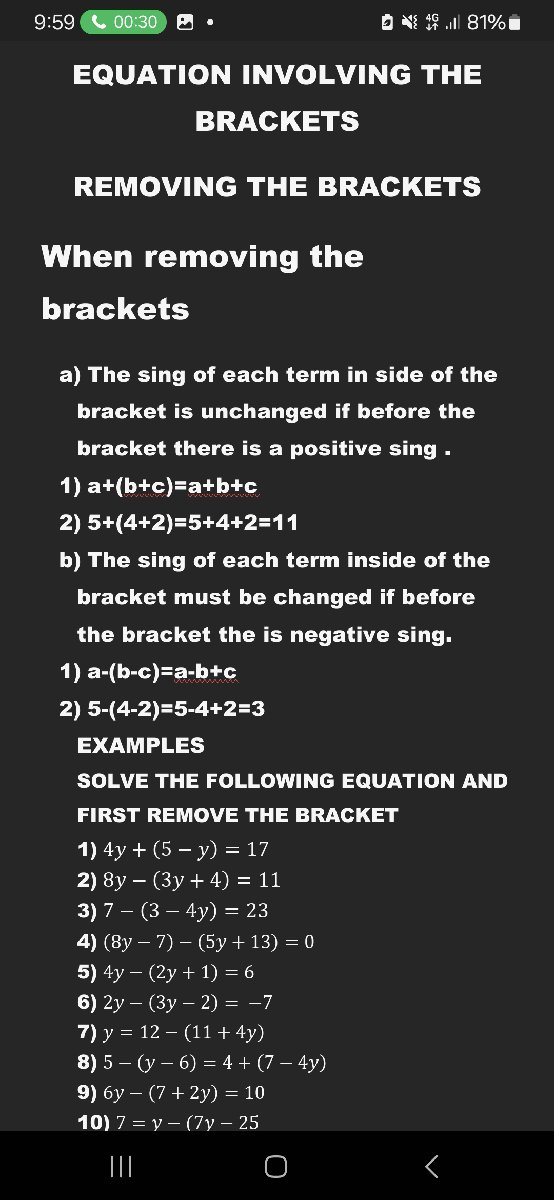 9:59 00:30 4G 81%
EQUATION INVOLVING THE
BRACKETS
REMOVING THE BRACKETS
When removing the
brackets
a) The sing of each term in side of the
bracket is unchanged if before the
bracket there is a positive sing .
1) a+(b+c)=a+b+c
2) 5+(4+2)=5+4+2=11
b) The sing of each term inside of the
bracket must be changed if before
the bracket the is negative sing.
1) a-(b-c)=a-b+c
2) 5-(4-2)=5-4+2=3
EXAMPLES
SOLVE THE FOLLOWING EQUATION AND
FIRST REMOVE THE BRACKET
1) 4y + (5 − y) = 17
2) 8y − (3y + 4) = 11
3) 7 − (3 − 4y) = 23
4) (8y − 7) − (5y + 13) = 0
5) 4y − (2y + 1) = 6
6) 2y − (3y − 2) = −7
7) y = 12 − (11 + 4y)
8) 5 − (y − 6) = 4 + (7 − 4y)
9) 6y − (7 + 2y) = 10
10) 7 = y − (7y − 25